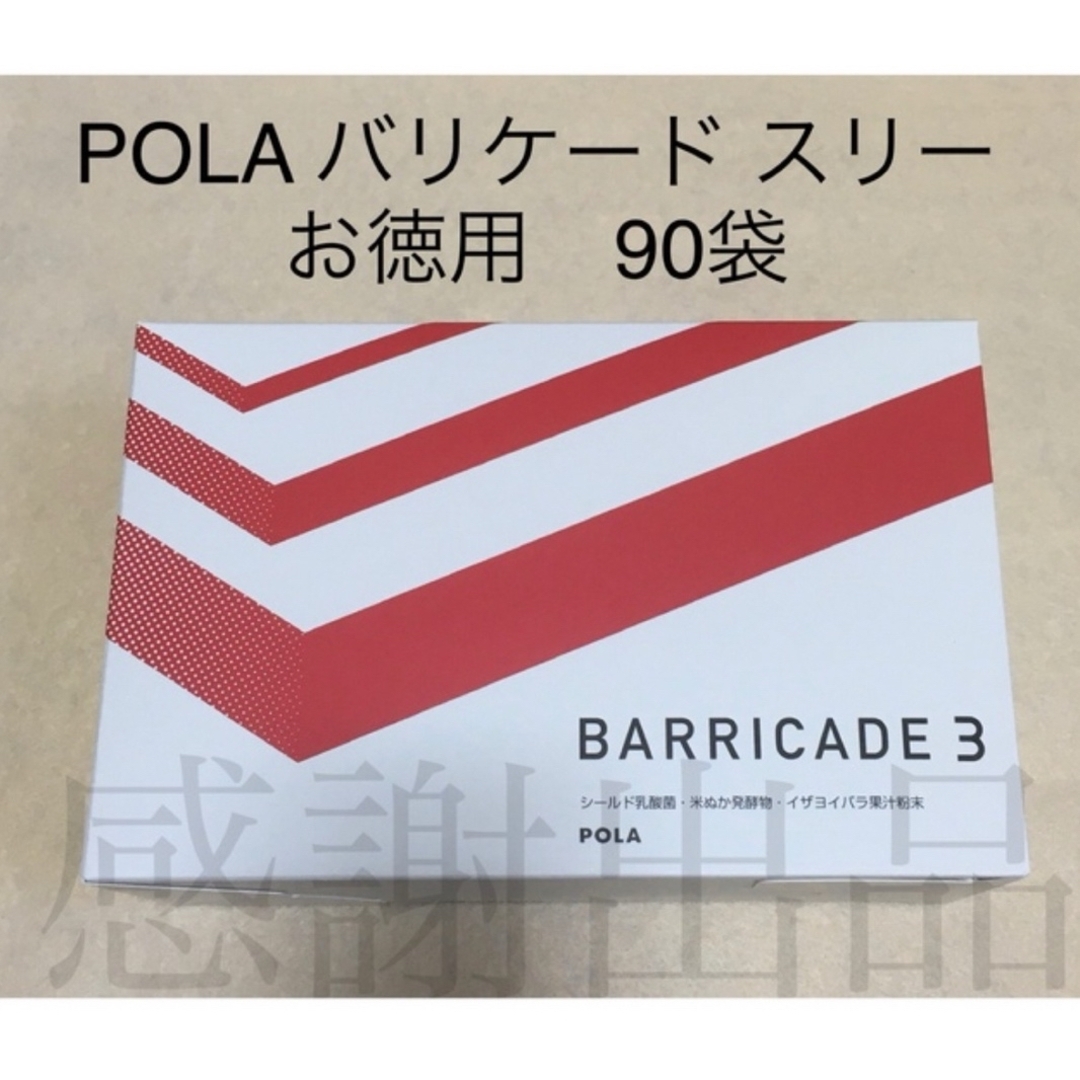 POLA バリケード スリー
お徳用　90袋
BARRICADE 3
シールド乳酸菌・米ぬか発酵物・イザヨイバラ果汁粉末
POLA
感謝出品